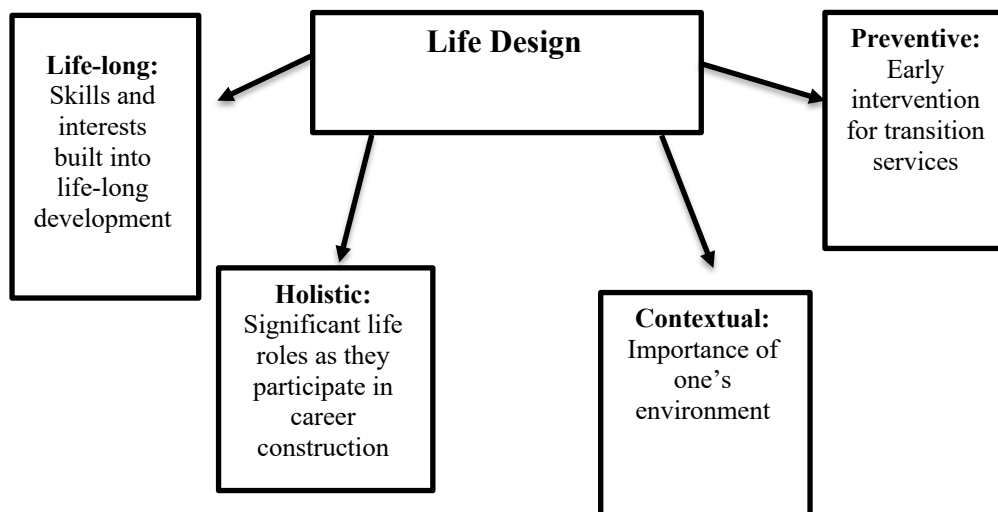 Life Design
Life-long:
Skills and
interests
built into
life-long
development
Holistic:
Significant life
roles as they
participate in
career
construction
Contextual:
Importance of
one’s
environment
Preventive:
Early
intervention
for transition
services